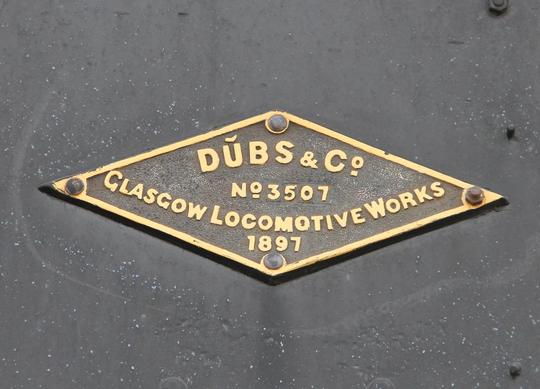 DŬBS & Co
No 3507
GLASGOW LOCOMOTIVE WORKS
1897